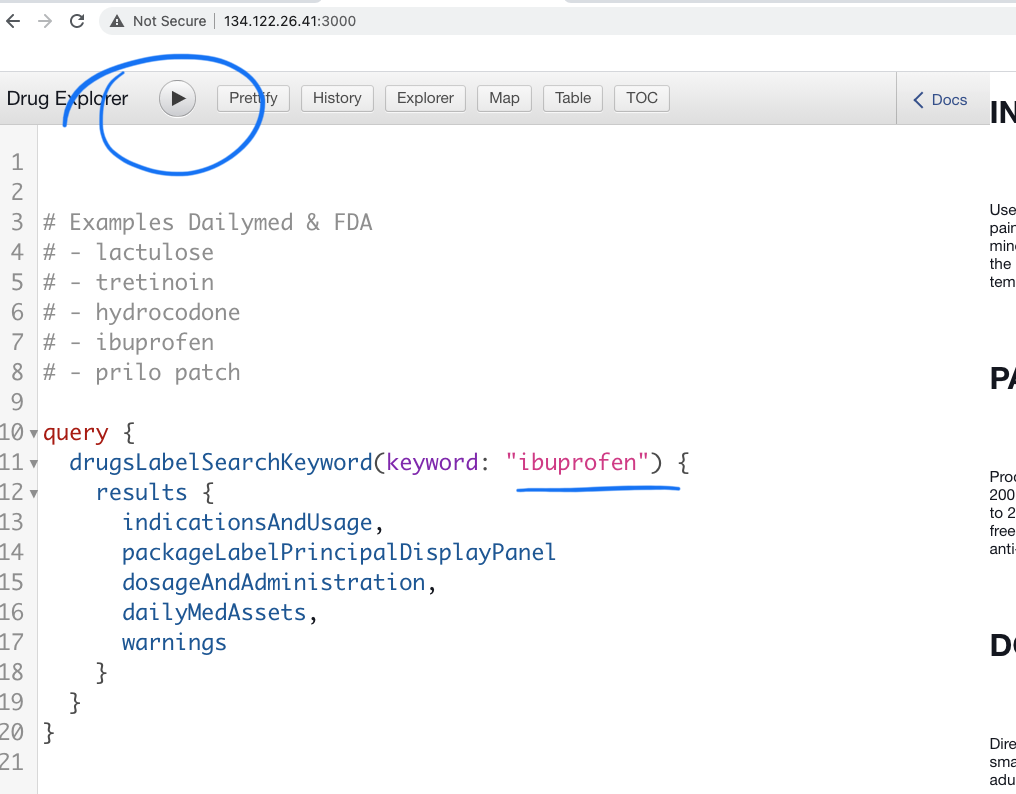 Not Secure 134.122.26.41:3000
Drug Explorer Prettify History Explorer Map Table TOC Docs
1
2
3 # Examples Dailymed & FDA
4 # - lactulose
5 # - tretinoin
6 # - hydrocodone
7 # - ibuprofen
8 # - prilo patch
9
10 query {
11 drugsLabelSearchKeyword(keyword: "ibuprofen") {
12 results {
13 indicationsAndUsage,
14 packageLabelPrincipalDisplayPanel
15 dosageAndAdministration,
16 dailyMedAssets,
17 warnings
18 }
19 }
20 }
21
IN
Use
pain
the
tem
PA
200
to 2
free
anti-
Dire
sma
adu